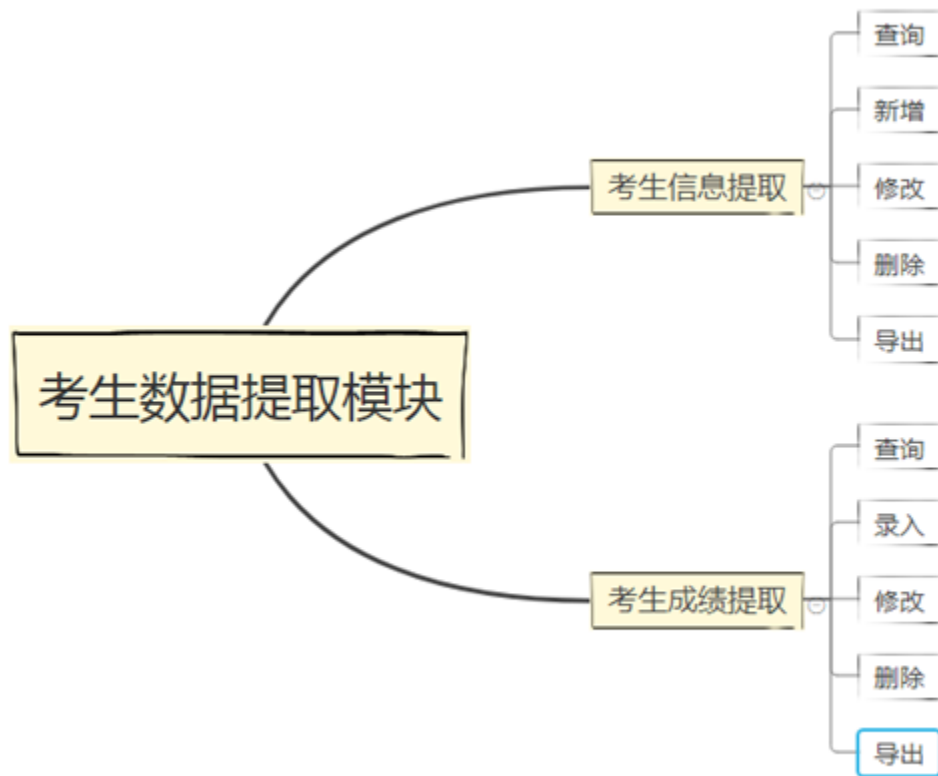 考生数据提取模块
考生信息提取
查询
新增
修改
删除
导出
考生成绩提取
查询
录入
修改
删除
导出